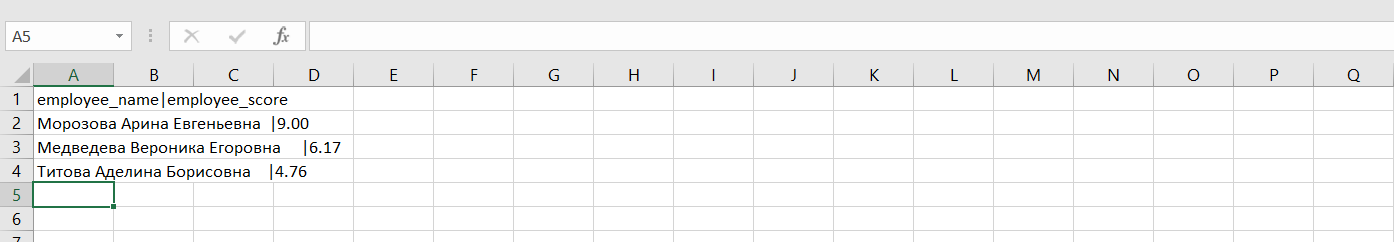 A5
fx
A B C D E F G H I J K L M N O P Q
1 employee_name|employee_score
2 Морозова Арина Евгеньевна |9.00
3 Медведева Вероника Егоровна |6.17
4 Титова Аделина Борисовна |4.76
5
6
7